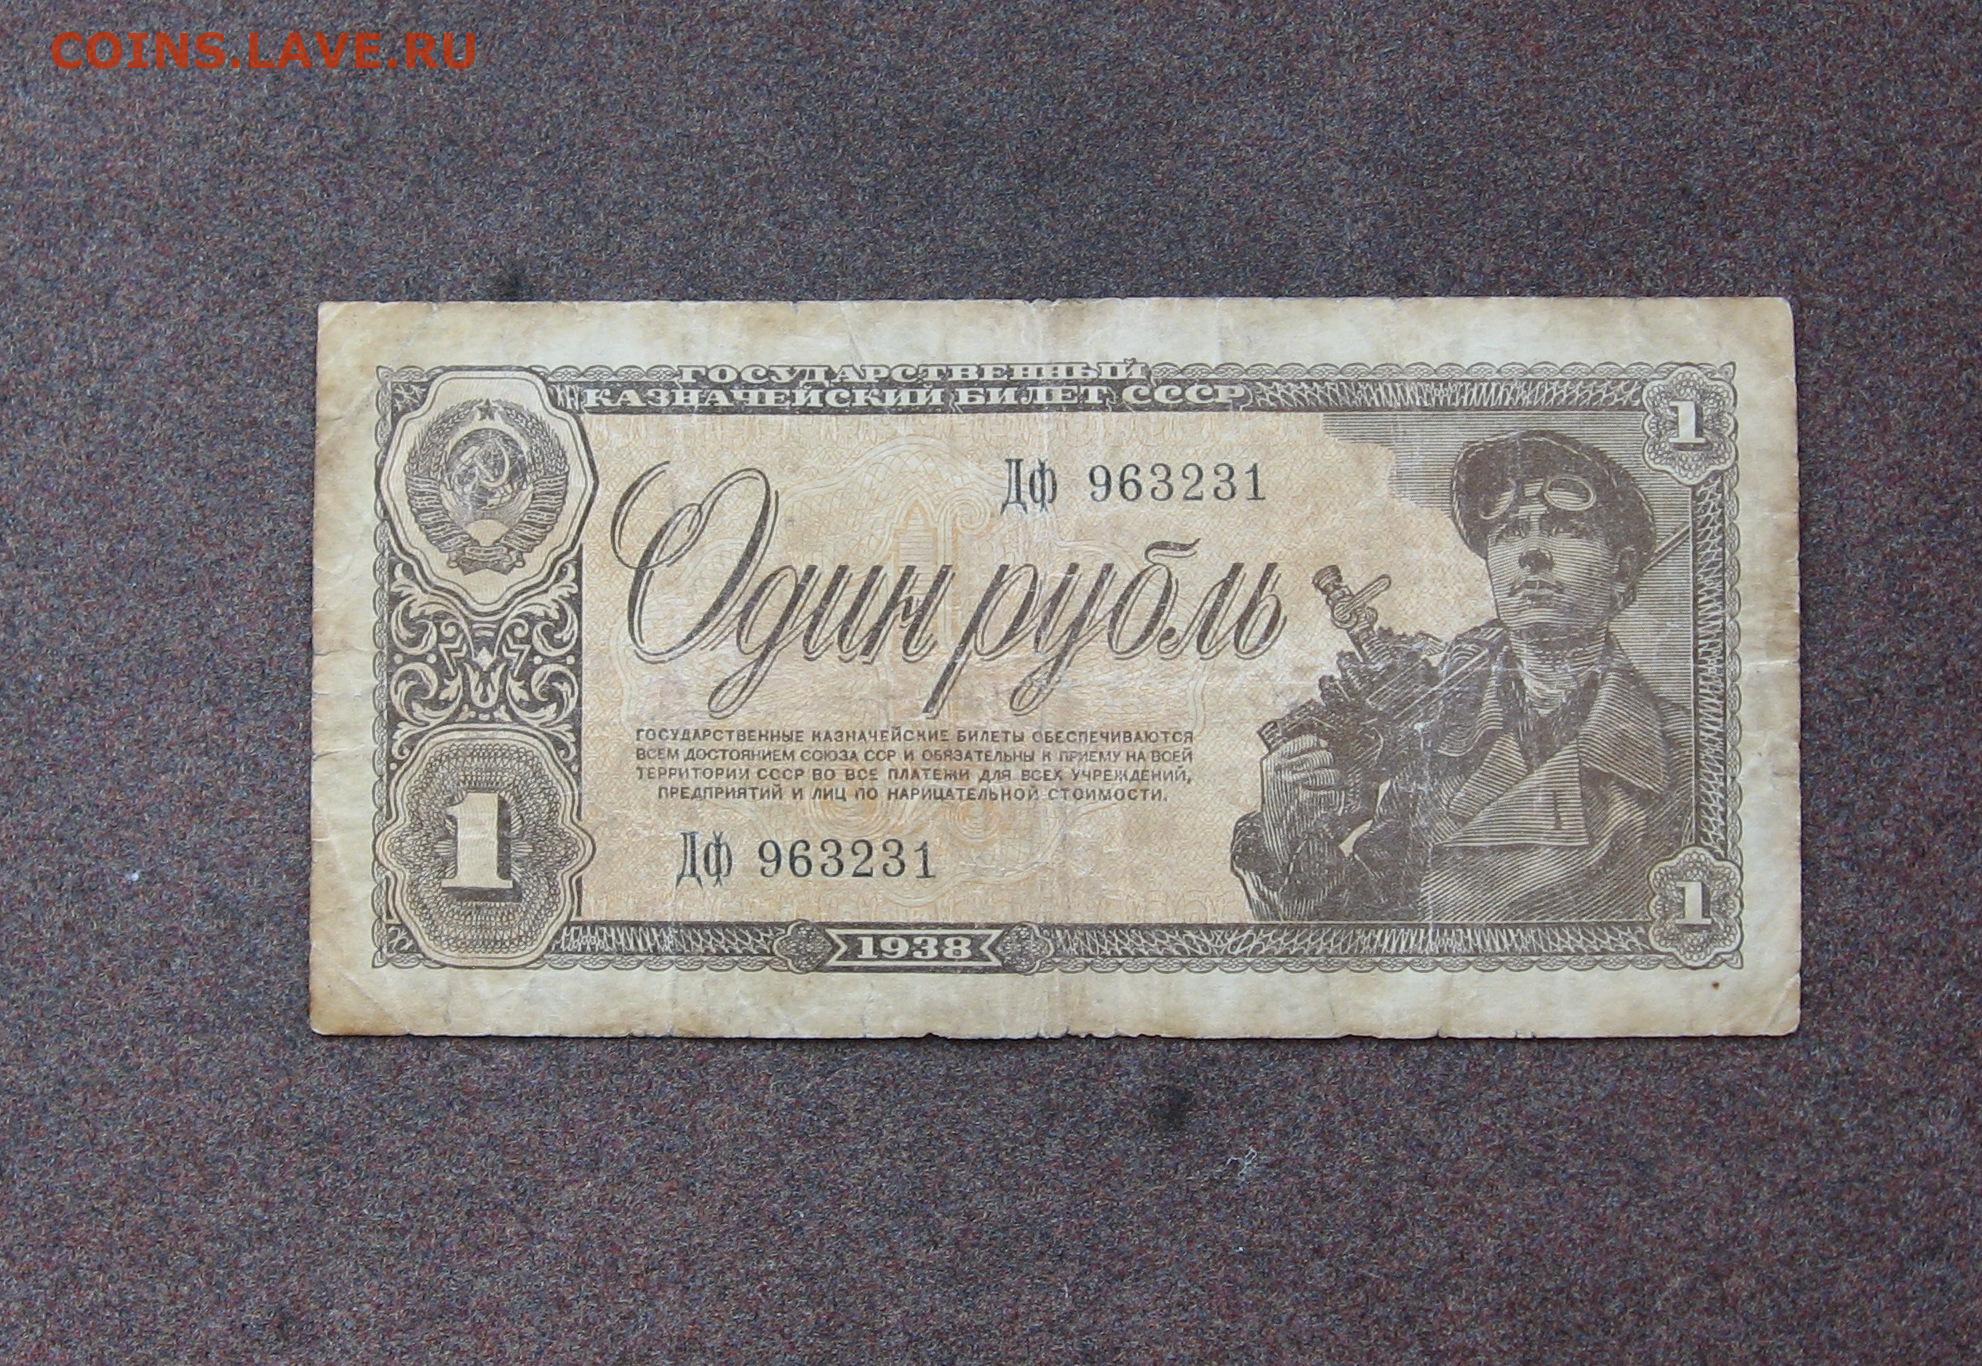 COINS.LAVE.RU
ГОСУДАРСТВЕННЫЙ
КАЗНАЧЕЙСКИЙ БИЛЕТ СССР
1
Дф 963231
Один рубль
ГОСУДАРСТВЕННЫЕ КАЗНАЧЕЙСКИЕ БИЛЕТЫ ОБЕСПЕЧИВАЮТСЯ
ВСЕМ ДОСТОЯНИЕМ СОЮЗА ССР И ОБЯЗАТЕЛЬНЫ К ПРИЕМУ НА ВСЕЙ
ТЕРРИТОРИИ СССР ВО ВСЕ ПЛАТЕЖИ ДЛЯ ВСЕХ УЧРЕЖДЕНИЙ,
ПРЕДПРИЯТИЙ И ЛИЦ ПО НАРИЦАТЕЛЬНОЙ СТОИМОСТИ.
1
Дф 963231
1
1938